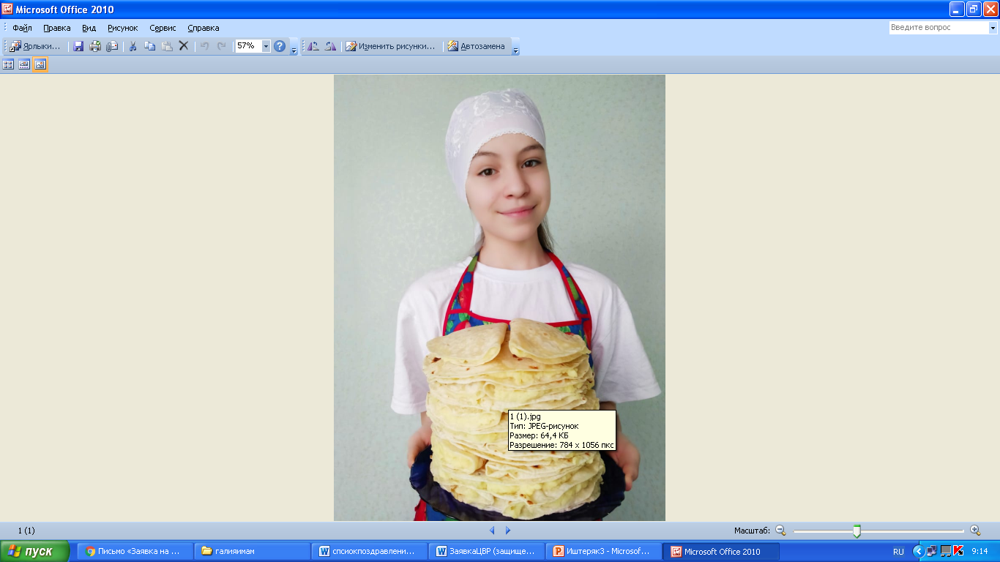 Microsoft Office 2010
Файл Правка Вид Рисунок Сервис Справка Введите вопрос
Ярлыки... 57% Изменить рисунки... Автозамена
1 (1).jpg
Тип: JPEG-рисунок
Размер: 64,4 КБ
Разрешение: 784 x 1056 пкс
1 (1) Масштаб:
пуск Письмо «Заявка на ... галияимам спсиокпоздравлени... ЗаявкаЦВР (защище... Иштеряк3 - Microsof... Microsoft Office 2010 RU 9:14